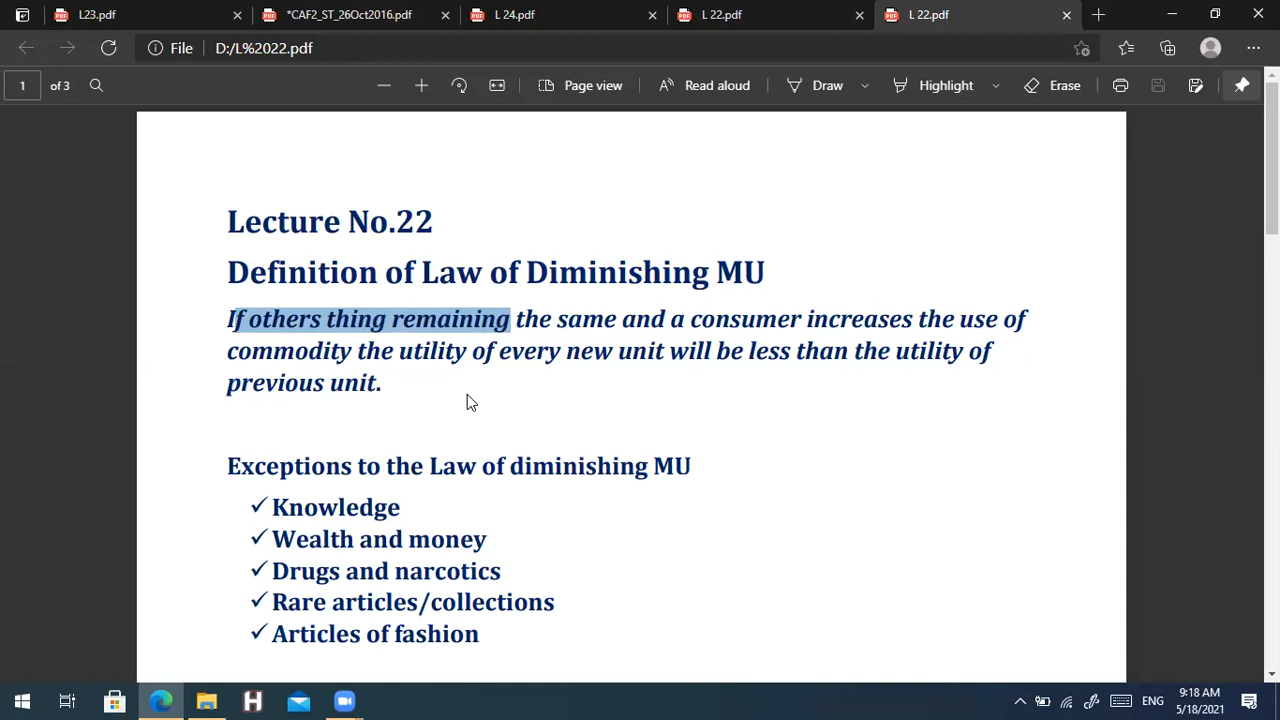 L23.pdf
*CAF2_ST_26Oct2016.pdf
L 24.pdf
L 22.pdf
L 22.pdf
File
D:/L%2022.pdf
1 of 3
Page view
Read aloud
Draw
Highlight
Erase
Lecture No.22
Definition of Law of Diminishing MU
If others thing remaining the same and a consumer increases the use of
commodity the utility of every new unit will be less than the utility of
previous unit.
Exceptions to the Law of diminishing MU
✓Knowledge
✓Wealth and money
✓Drugs and narcotics
✓Rare articles/collections
✓Articles of fashion
ENG
9:18 AM
5/18/2021